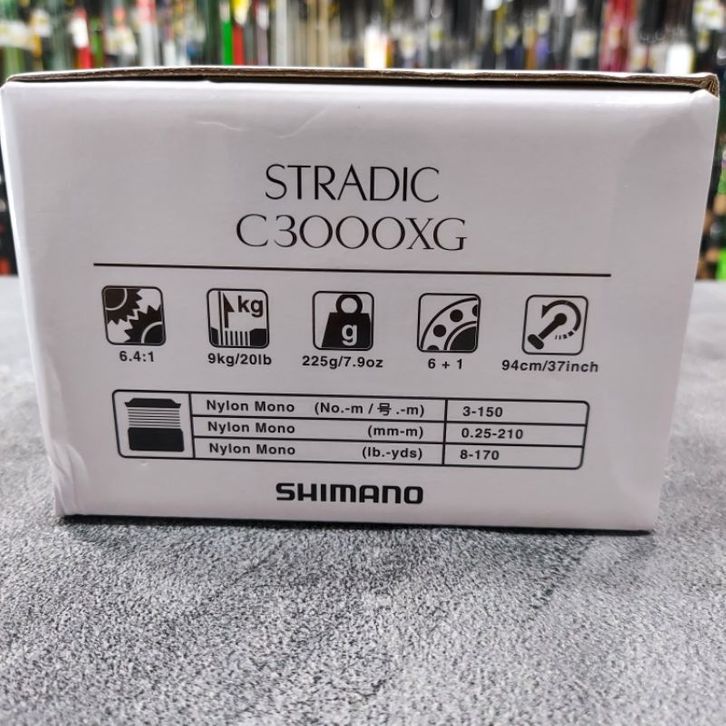 STRADIC
C3000XG
kg
g
6.4:1
9kg/20lb
225g/7.9oz
6 + 1
94cm/37inch
Nylon Mono (No.-m / 号.-m) 3-150
Nylon Mono (mm-m) 0.25-210
Nylon Mono (lb.-yds) 8-170
SHIMANO